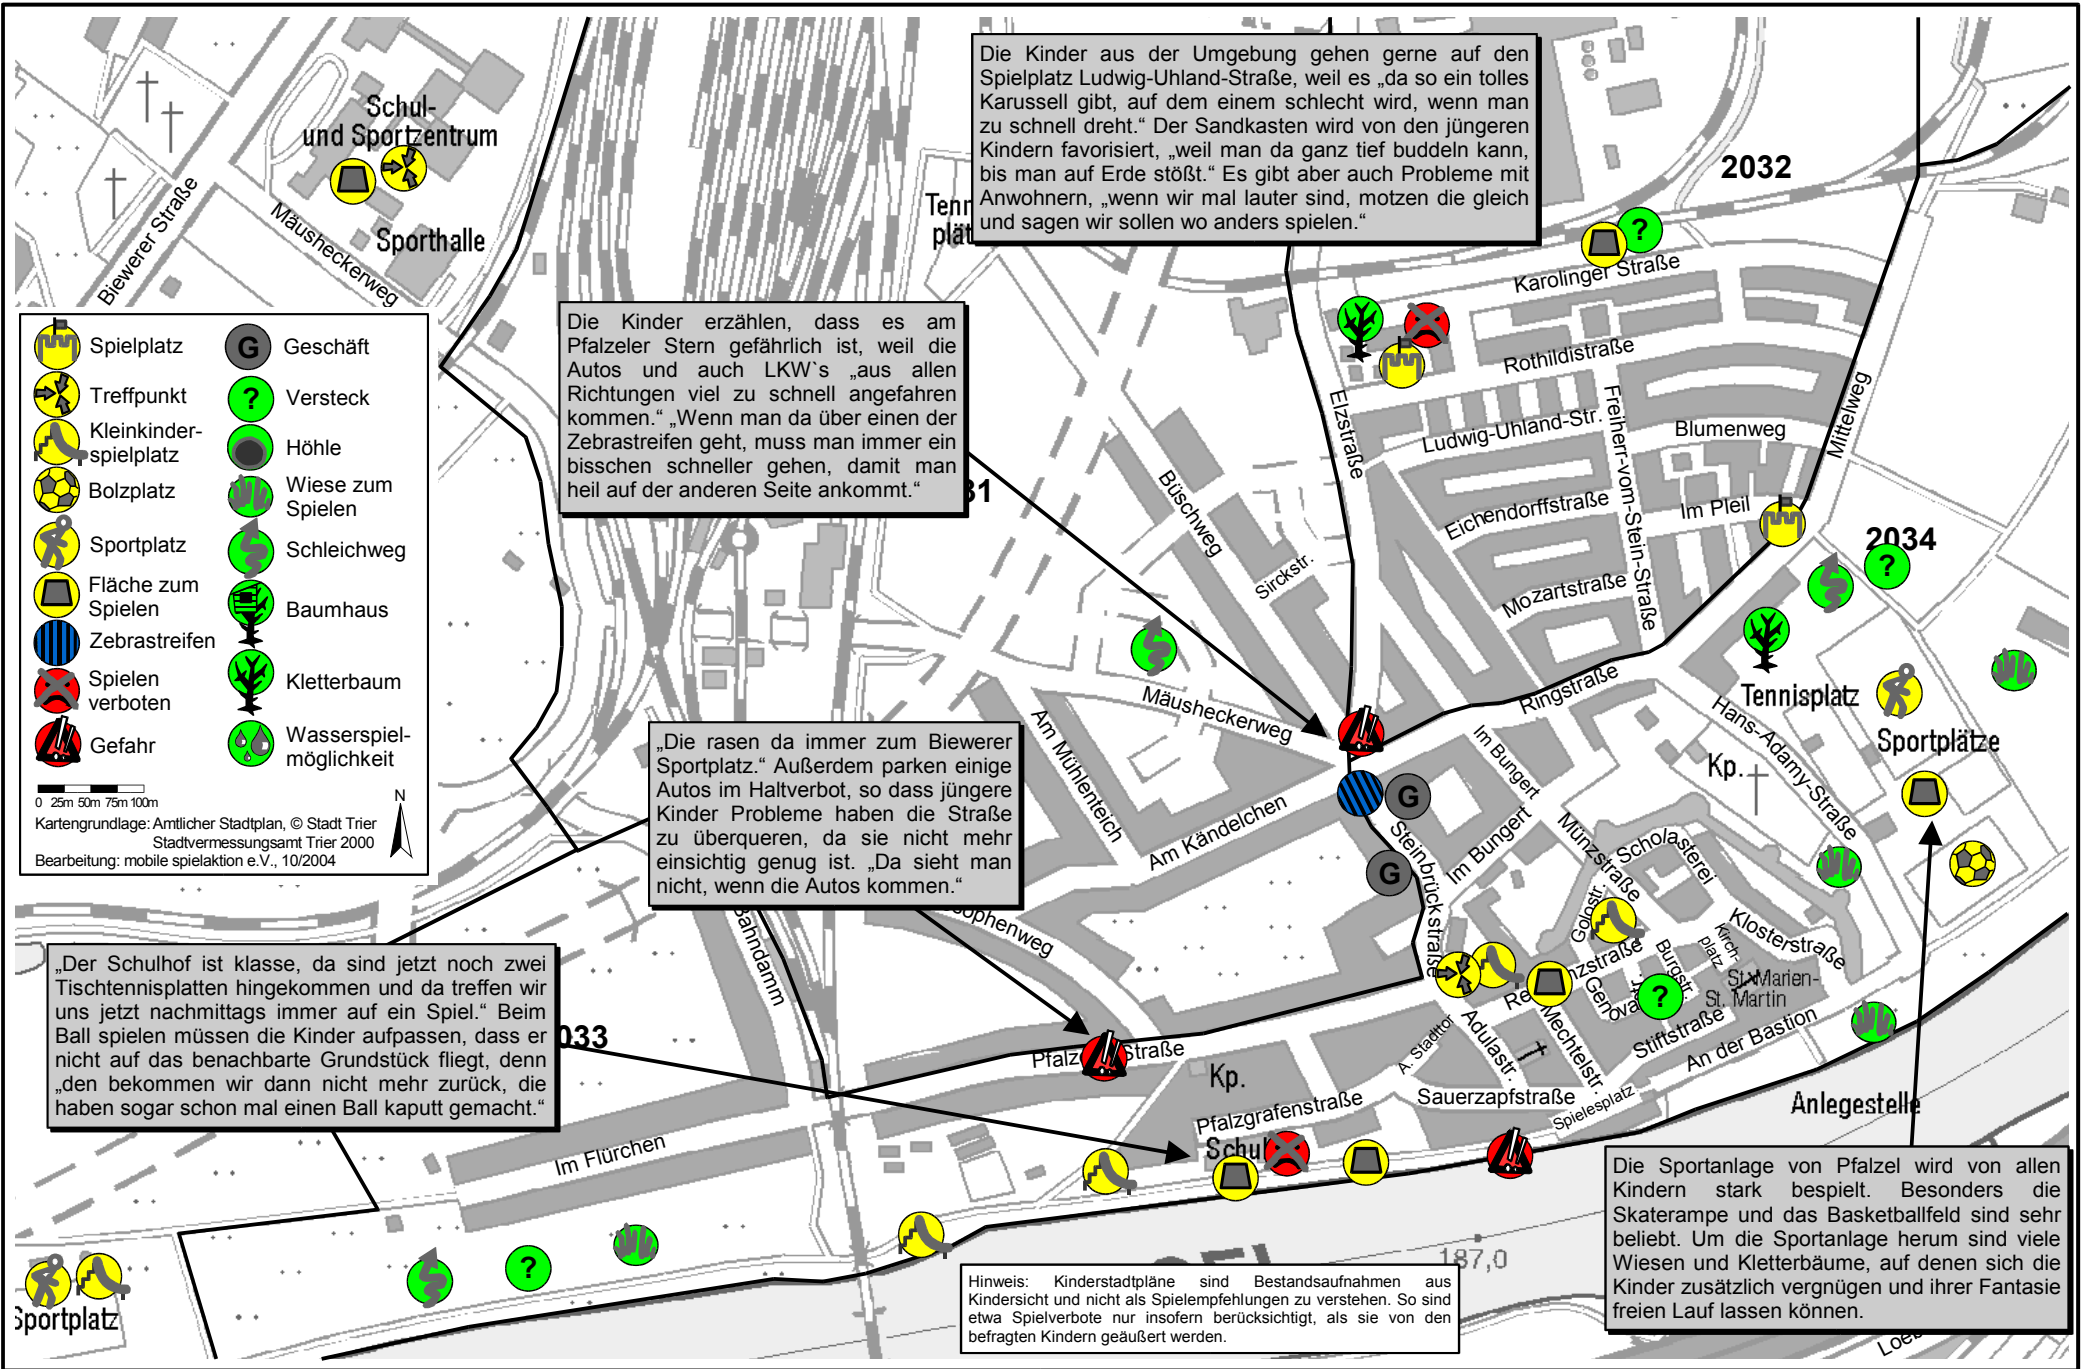 Schul-
und Sportzentrum
Sporthalle
Biewerer Straße
Mäusheckerweg
Die Kinder aus der Umgebung gehen gerne auf den
Spielplatz Ludwig-Uhland-Straße, weil es „da so ein tolles
Karussell gibt, auf dem einem schlecht wird, wenn man
zu schnell dreht.“ Der Sandkasten wird von den jüngeren
Kindern favorisiert, „weil man da ganz tief buddeln kann,
bis man auf Erde stößt.“ Es gibt aber auch Probleme mit
Anwohnern, „wenn wir mal lauter sind, motzen die gleich
und sagen wir sollen wo anders spielen.“
2032
Karolinger Straße
Rothildistraße
Elzstraße
Ludwig-Uhland-Str.
Freiherr-vom-Stein-Straße
Blumenweg
Mittelweg
Eichendorffstraße
Im Pleil
Mozartstraße
2034
Spielplatz
Treffpunkt
Kleinkinder-
spielplatz
Bolzplatz
Sportplatz
Fläche zum
Spielen
Zebrastreifen
Spielen
verboten
Gefahr
G Geschäft
? Versteck
Höhle
Wiese zum
Spielen
Schleichweg
Baumhaus
Kletterbaum
Wasserspiel-
möglichkeit
0 25m 50m 75m 100m
N
Kartengrundlage: Amtlicher Stadtplan, © Stadt Trier
Stadtvermessungsamt Trier 2000
Bearbeitung: mobile spielaktion e.V., 10/2004
Die Kinder erzählen, dass es am
Pfalzeler Stern gefährlich ist, weil die
Autos und auch LKW`s „aus allen
Richtungen viel zu schnell angefahren
kommen.“ „Wenn man da über einen der
Zebrastreifen geht, muss man immer ein
bisschen schneller gehen, damit man
heil auf der anderen Seite ankommt.“
Büschweg
Sirckstr.
Mäusheckerweg
Am Mühlenteich
Am Kändelchen
Ringstraße
Tennisplatz
Sportplätze
Hans-Adamy-Straße
Kp.
Im Bungert
Im Bungert
Münzstraße
Scholasterei
Steinbrückstraße
G
G
?
?
„Die rasen da immer zum Biewerer
Sportplatz.“ Außerdem parken einige
Autos im Haltverbot, so dass jüngere
Kinder Probleme haben die Straße
zu überqueren, da sie nicht mehr
einsichtig genug ist. „Da sieht man
nicht, wenn die Autos kommen.“
Bahndamm
Golostr.
Klosterstraße
Kirch-
platz
Burgstr.
St. Marien-
St. Martin
?
Stiftstraße
An der Bastion
Mechtelstr.
Adulastr.
A. Stadttor
Sauerzapfstraße
Spielesplatz
Pfalzgrafenstraße
Kp.
Anlegestelle
„Der Schulhof ist klasse, da sind jetzt noch zwei
Tischtennisplatten hingekommen und da treffen wir
uns jetzt nachmittags immer auf ein Spiel.“ Beim
Ball spielen müssen die Kinder aufpassen, dass er
nicht auf das benachbarte Grundstück fliegt, denn
„den bekommen wir dann nicht mehr zurück, die
haben sogar schon mal einen Ball kaputt gemacht.“
Im Flürchen
?
Sportplatz
187,0
Hinweis: Kinderstadtpläne sind Bestandsaufnahmen aus
Kindersicht und nicht als Spielempfehlungen zu verstehen. So sind
etwa Spielverbote nur insofern berücksichtigt, als sie von den
befragten Kindern geäußert werden.
Die Sportanlage von Pfalzel wird von allen
Kindern stark bespielt. Besonders die
Skaterampe und das Basketballfeld sind sehr
beliebt. Um die Sportanlage herum sind viele
Wiesen und Kletterbäume, auf denen sich die
Kinder zusätzlich vergnügen und ihrer Fantasie
freien Lauf lassen können.